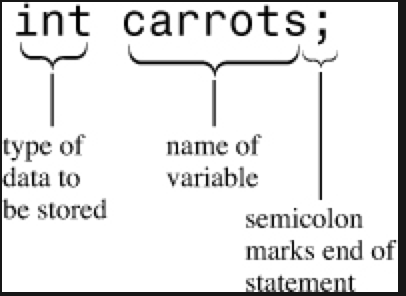 int carrots;
type of
data to
be stored
name of
variable
semicolon
marks end of
statement